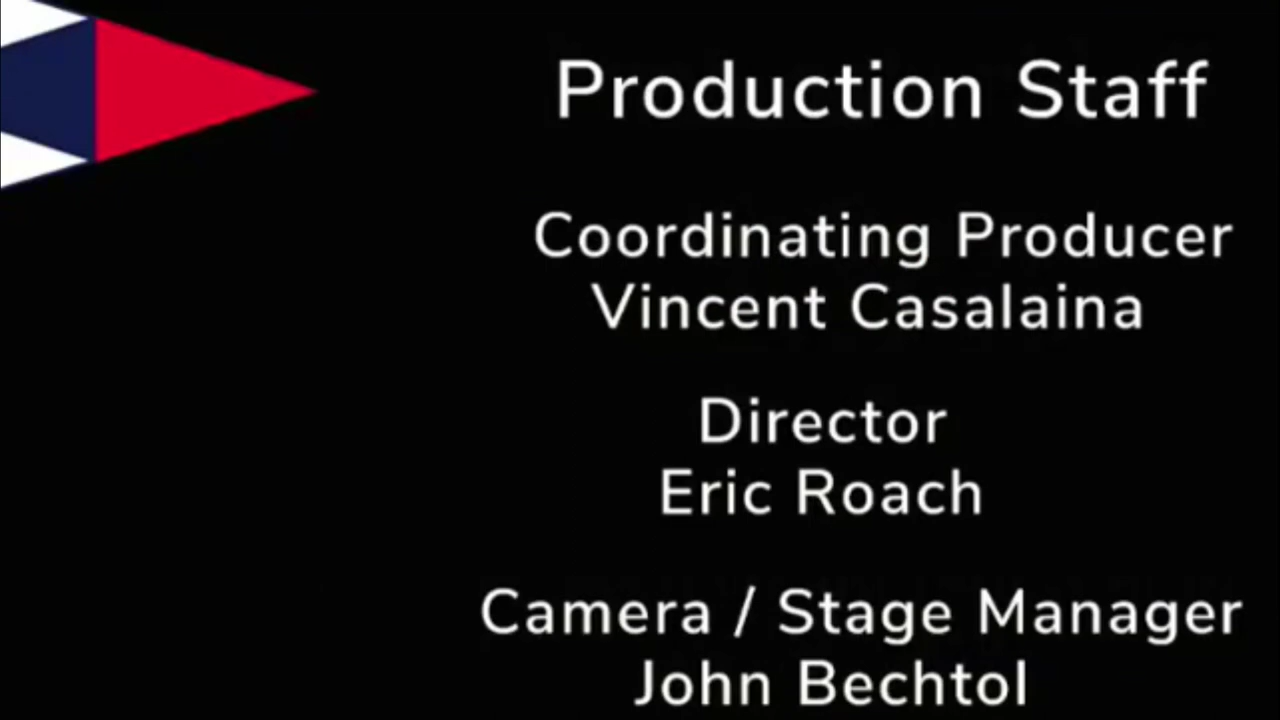 Production Staff
Coordinating Producer
Vincent Casalaina
Director
Eric Roach
Camera / Stage Manager
John Bechtol